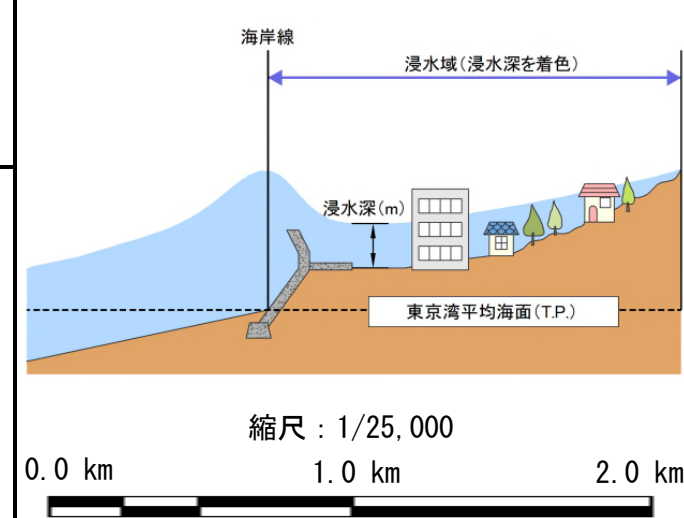 海岸線
浸水域(浸水深を着色)
浸水深(m)
東京湾平均海面(T.P.)
縮尺：1/25,000
0.0 km 1.0 km 2.0 km